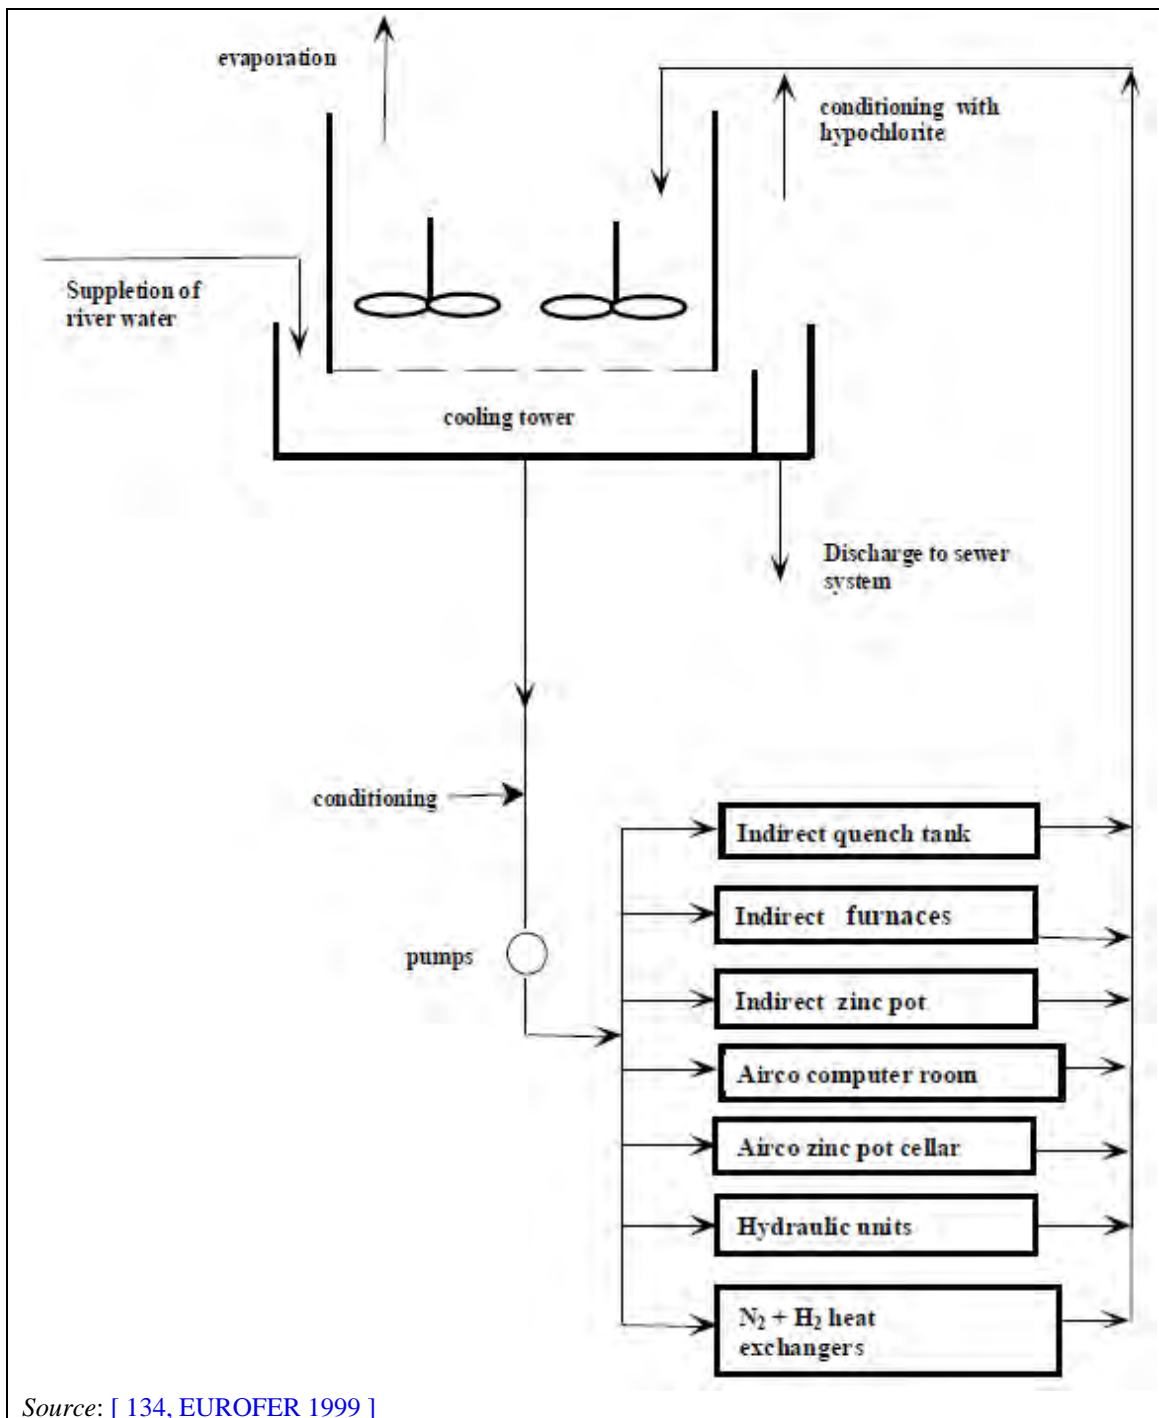 evaporation
conditioning with
hypochlorite
Suppletion of
river water
cooling tower
Discharge to sewer
system
conditioning
pumps
Indirect quench tank
Indirect furnaces
Indirect zinc pot
Airco computer room
Airco zinc pot cellar
Hydraulic units
N₂ + H₂ heat
exchangers
Source: [ 134, EUROFER 1999 ]